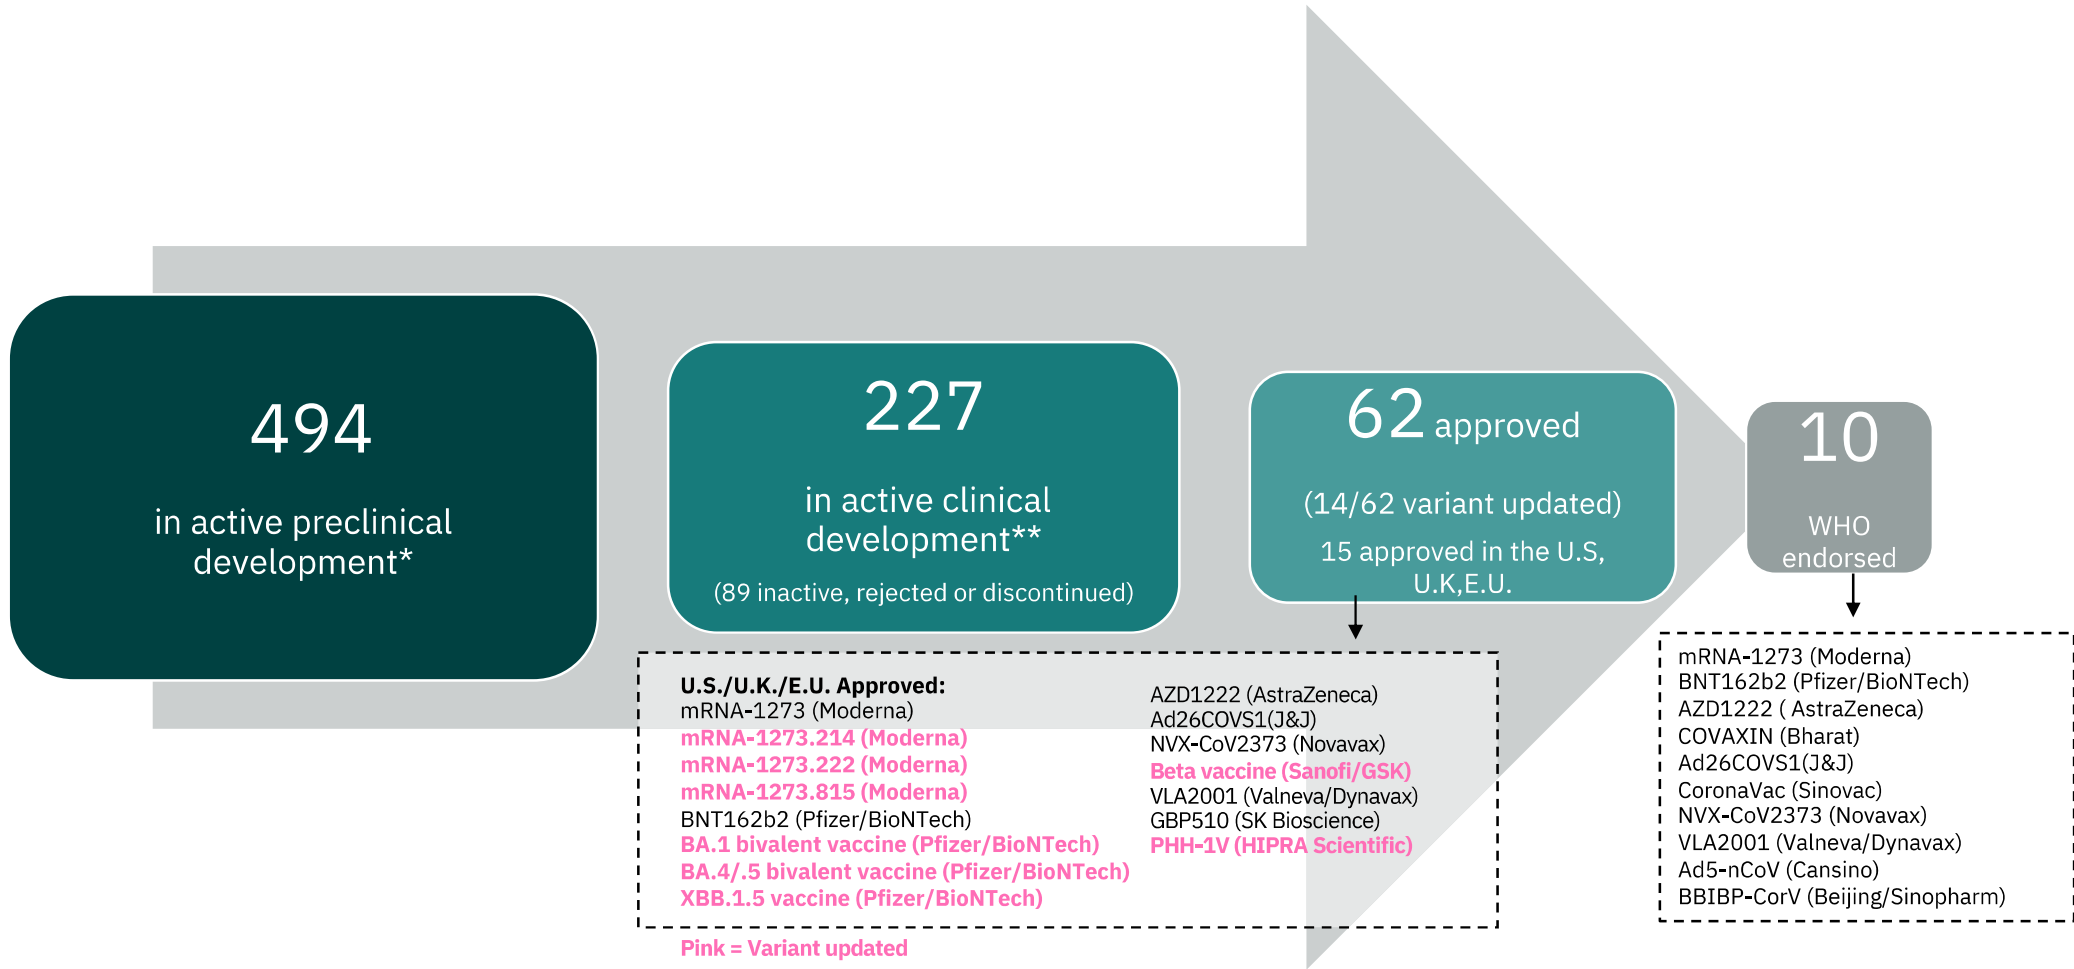 494
in active preclinical
development*
227
in active clinical
development**
(89 inactive, rejected or discontinued)
62 approved
(14/62 variant updated)
15 approved in the U.S,
U.K,E.U.
10
WHO
endorsed
U.S./U.K./E.U. Approved:
mRNA-1273 (Moderna)
mRNA-1273.214 (Moderna)
mRNA-1273.222 (Moderna)
mRNA-1273.815 (Moderna)
BNT162b2 (Pfizer/BioNTech)
BA.1 bivalent vaccine (Pfizer/BioNTech)
BA.4/.5 bivalent vaccine (Pfizer/BioNTech)
XBB.1.5 vaccine (Pfizer/BioNTech)
AZD1222 (AstraZeneca)
Ad26COVS1(J&J)
NVX-CoV2373 (Novavax)
Beta vaccine (Sanofi/GSK)
VLA2001 (Valneva/Dynavax)
GBP510 (SK Bioscience)
PHH-1V (HIPRA Scientific)
Pink = Variant updated
mRNA-1273 (Moderna)
BNT162b2 (Pfizer/BioNTech)
AZD1222 ( AstraZeneca)
COVAXIN (Bharat)
Ad26COVS1(J&J)
CoronaVac (Sinovac)
NVX-CoV2373 (Novavax)
VLA2001 (Valneva/Dynavax)
Ad5-nCoV (Cansino)
BBIBP-CorV (Beijing/Sinopharm)